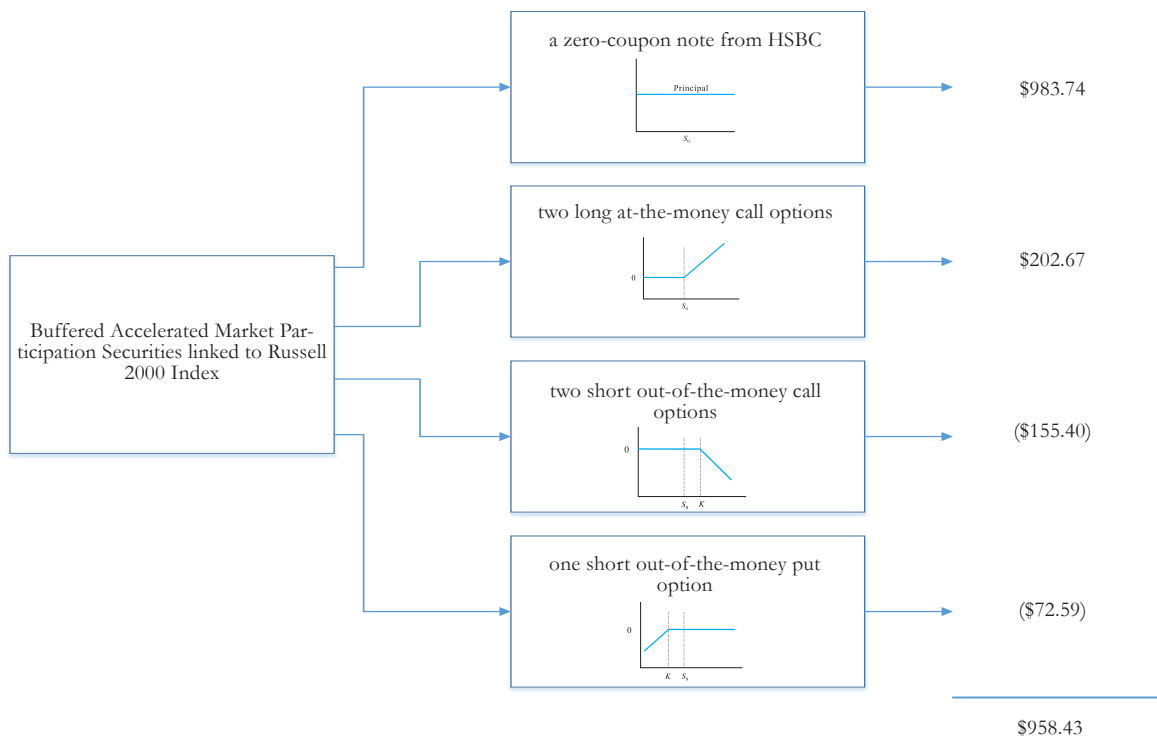 a zero-coupon note from HSBC
Principal
S0
$983.74
two long at-the-money call options
0
S0
$202.67
Buffered Accelerated Market Par-
ticipation Securities linked to Russell
2000 Index
two short out-of-the-money call
options
0
S0 K
($155.40)
one short out-of-the-money put
option
0
K S0
($72.59)
$958.43